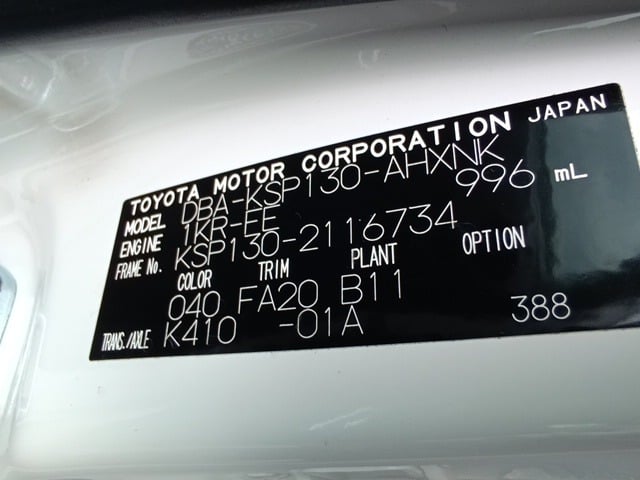 TOYOTA MOTOR CORPORATION JAPAN
MODEL DBA-KSP130-AHXNK
ENGINE 1KR-FE 996 mL
FRAME No. KSP130-2116734
COLOR TRIM PLANT OPTION
040 FA20 B11
TRANS./AXLE K410 -01A 388